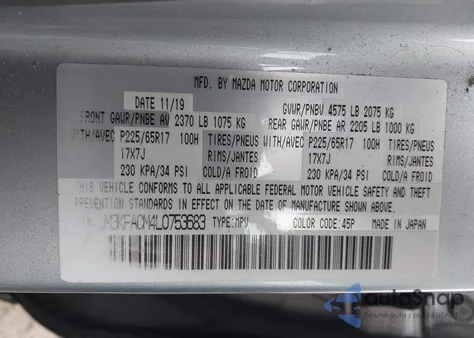 MFD. BY MAZDA MOTOR CORPORATION
DATE 11/19 GVWR/PNBV 4575 LB 2075 KG
FRONT GAWR/PNBE AV 2370 LB 1075 KG REAR GAWR/PNBE AR 2205 LB 1000 KG
WITH/AVEC P225/65R17 100H TIRES/PNEUS WITH/AVEC P225/65R17 100H TIRES/PNEUS
17X7J RIMS/JANTES 17X7J RIMS/JANTES
230 KPA/34 PSI COLD/A FROID 230 KPA/34 PSI COLD/A FROID
THIS VEHICLE CONFORMS TO ALL APPLICABLE FEDERAL MOTOR VEHICLE SAFETY AND THEFT
PREVENTION STANDARDS IN EFFECT ON THE DATE OF MANUFACTURE SHOWN ABOVE.
JM3KFACM4L0753683 TYPE:MPV COLOR CODE:45P MADE IN JAPAN
autoSnap